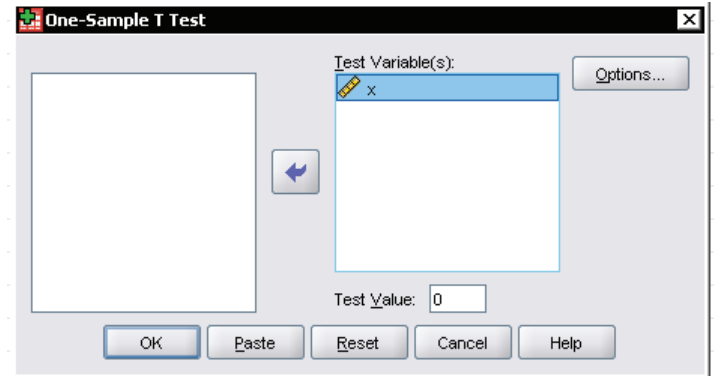 One-Sample T Test
Test Variable(s):
x
Options...
Test Value: 0
OK Paste Reset Cancel Help